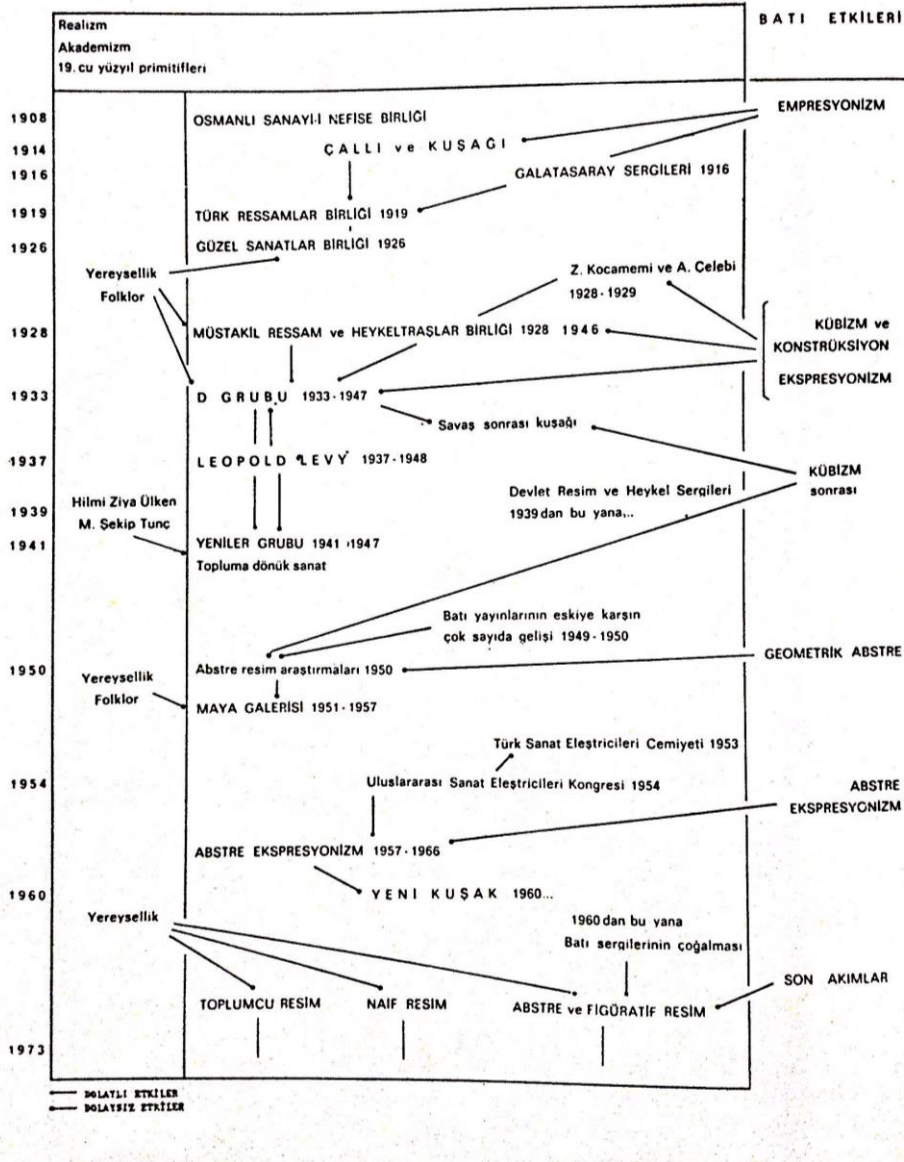 Realizm
Akademizm
19. cu yüzyıl primitifleri
BATI ETKİLERİ
1908
OSMANLI SANAYİ-İ NEFİSE BİRLİĞİ
EMPRESYONİZM
1914
ÇALLI ve KUŞAĞI
1916
GALATASARAY SERGİLERİ 1916
1919
TÜRK RESSAMLAR BİRLİĞİ 1919
1926
GÜZEL SANATLAR BİRLİĞİ 1926
Yereysellik
Folklor
Z. Kocamemi ve A. Çelebi
1928 - 1929
1928
MÜSTAKİL RESSAM ve HEYKELTRAŞLAR BİRLİĞİ 1928 1946
KÜBİZM ve
KONSTRÜKSİYON
EKSPRESYONİZM
1933
D GRUBU 1933-1947
Savaş sonrası kuşağı
1937
LEOPOLD LEVY 1937-1948
KÜBİZM
sonrası
Devlet Resim ve Heykel Sergileri
1939dan bu yana...
1939
Hilmi Ziya Ülken
M. Şekip Tunç
1941
YENİLER GRUBU 1941 1947
Topluma dönük sanat
Batı yayınlarının eskiye karşın
çok sayıda gelişi 1949 - 1950
1950
Abstre resim araştırmaları 1950
GEOMETRİK ABSTRE
Yereysellik
Folklor
MAYA GALERİSİ 1951 - 1957
Türk Sanat Eleştricileri Cemiyeti 1953
1954
Uluslararası Sanat Eleştricileri Kongresi 1954
ABSTRE
EKSPRESYONİZM
ABSTRE EKSPRESYONİZM 1957 - 1966
1960
YENİ KUŞAK 1960...
Yereysellik
1960 dan bu yana
Batı sergilerinin çoğalması
SON AKIMLAR
TOPLUMCU RESİM
NAİF RESİM
ABSTRE ve FİGÜRATİF RESİM
1973
DOLAYLI ETKİLER
DOLAYSIZ ETKİLER